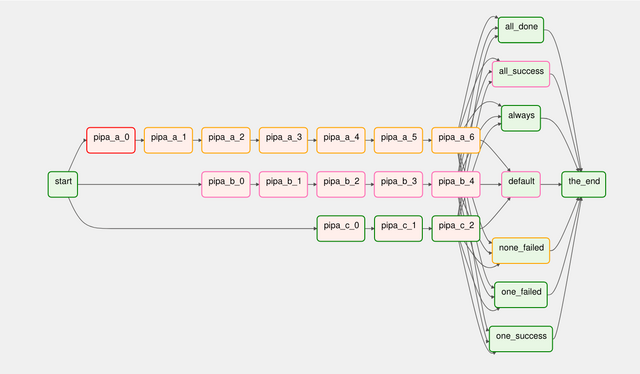 all_done
all_success
always
pipa_a_0 pipa_a_1 pipa_a_2 pipa_a_3 pipa_a_4 pipa_a_5 pipa_a_6
start pipa_b_0 pipa_b_1 pipa_b_2 pipa_b_3 pipa_b_4 default the_end
pipa_c_0 pipa_c_1 pipa_c_2
none_failed
one_failed
one_success